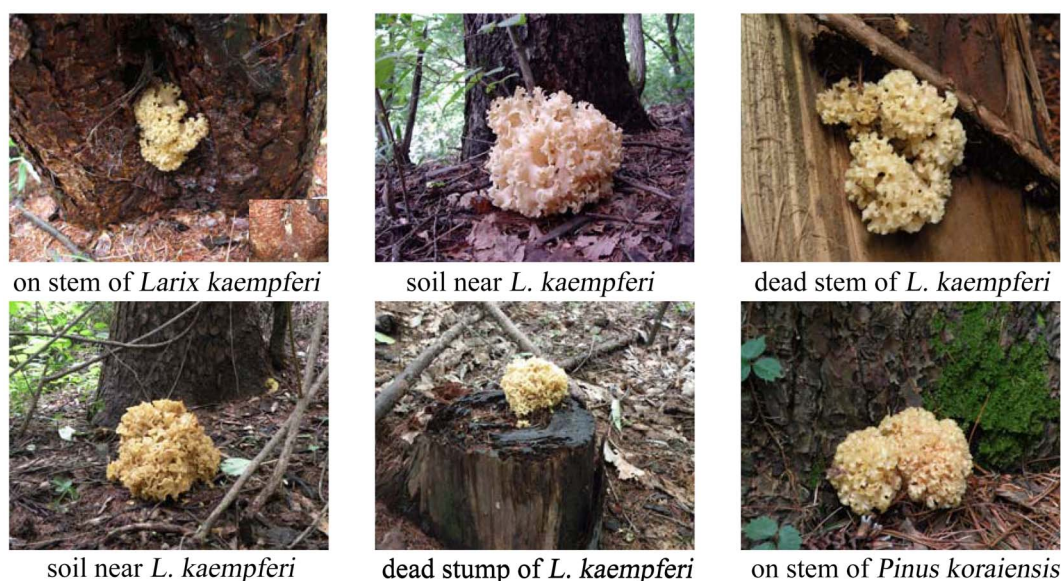 on stem of Larix kaempferi
soil near L. kaempferi
dead stem of L. kaempferi
soil near L. kaempferi
dead stump of L. kaempferi
on stem of Pinus koraiensis